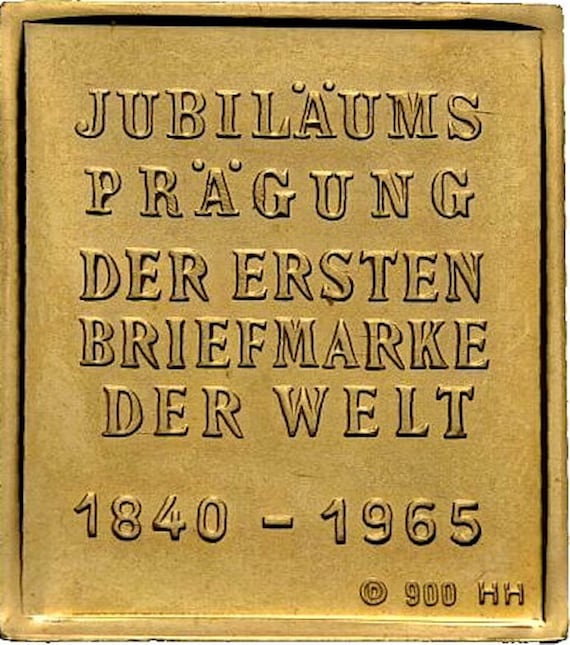 JUBILÄUMS
PRÄGUNG
DER ERSTEN
BRIEFMARKE
DER WELT
1840 - 1965
© 900 HH